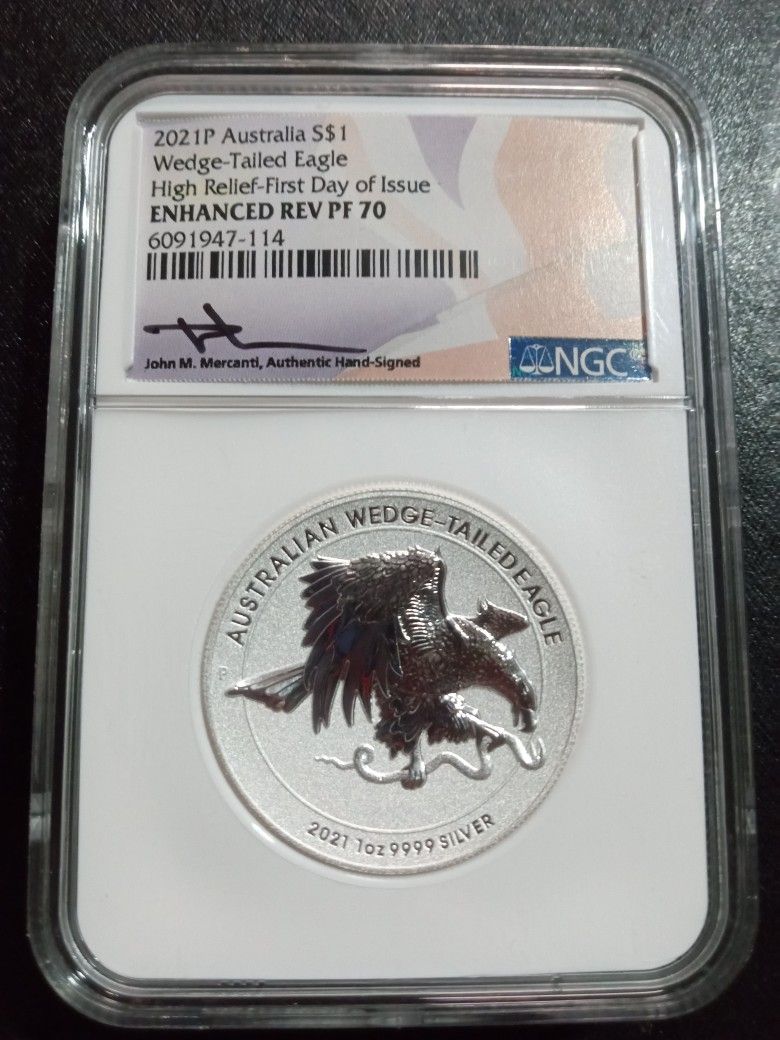 2021P Australia S$1
Wedge-Tailed Eagle
High Relief-First Day of Issue
ENHANCED REV PF 70
6091947-114
John M. Mercanti, Authentic Hand-Signed
NGC
AUSTRALIAN WEDGE-TAILED EAGLE
P
2021 1oz 9999 SILVER